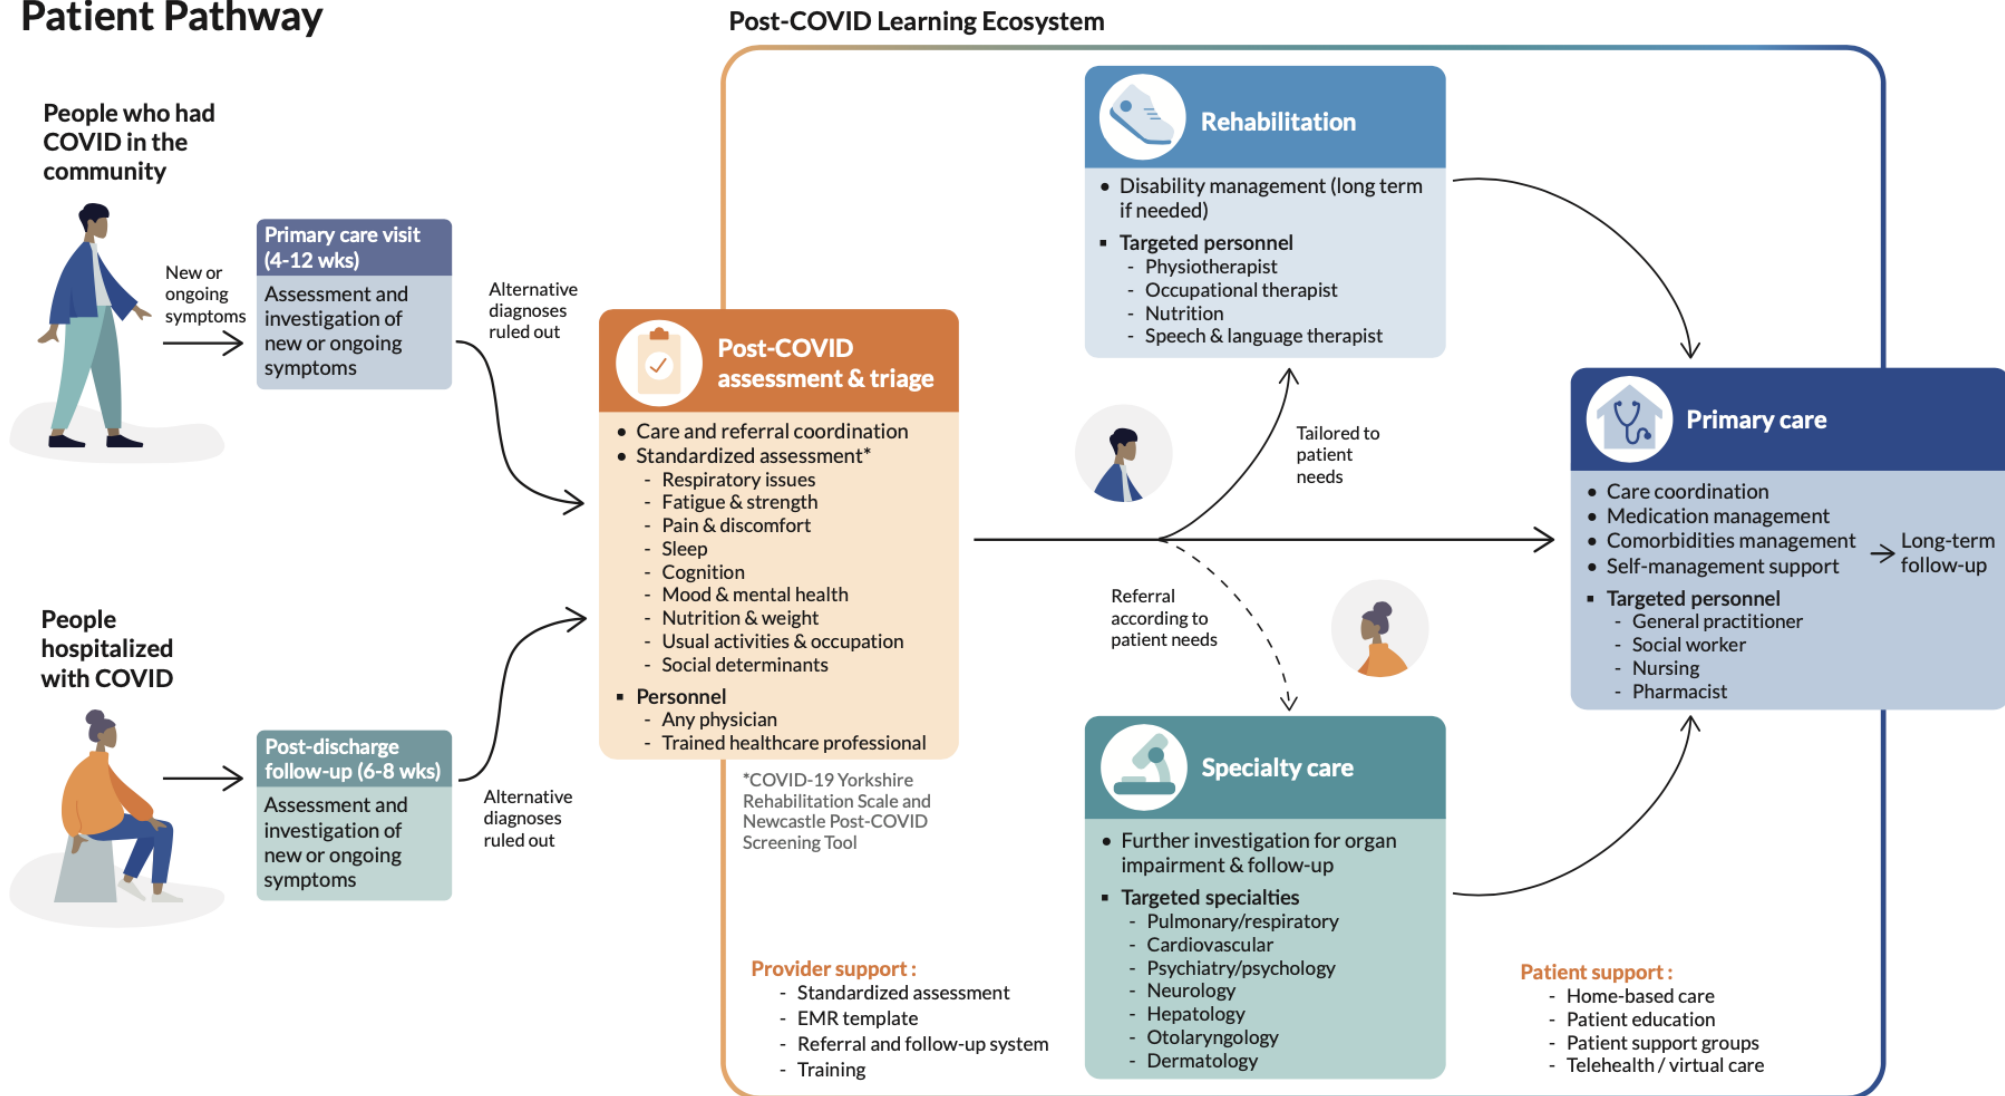 Patient Pathway
Post-COVID Learning Ecosystem
People who had
COVID in the
community
New or
ongoing
symptoms
Primary care visit
(4-12 wks)
Assessment and
investigation of
new or ongoing
symptoms
Alternative
diagnoses
ruled out
People
hospitalized
with COVID
Post-discharge
follow-up (6-8 wks)
Assessment and
investigation of
new or ongoing
symptoms
Alternative
diagnoses
ruled out
Post-COVID
assessment & triage
• Care and referral coordination
• Standardized assessment*
- Respiratory issues
- Fatigue & strength
- Pain & discomfort
- Sleep
- Cognition
- Mood & mental health
- Nutrition & weight
- Usual activities & occupation
- Social determinants
▪ Personnel
- Any physician
- Trained healthcare professional
*COVID-19 Yorkshire
Rehabilitation Scale and
Newcastle Post-COVID
Screening Tool
Provider support :
- Standardized assessment
- EMR template
- Referral and follow-up system
- Training
Rehabilitation
• Disability management (long term
if needed)
▪ Targeted personnel
- Physiotherapist
- Occupational therapist
- Nutrition
- Speech & language therapist
Tailored to
patient
needs
Referral
according to
patient needs
Specialty care
• Further investigation for organ
impairment & follow-up
▪ Targeted specialties
- Pulmonary/respiratory
- Cardiovascular
- Psychiatry/psychology
- Neurology
- Hepatology
- Otolaryngology
- Dermatology
Primary care
• Care coordination
• Medication management
• Comorbidities management
• Self-management support
Long-term
follow-up
▪ Targeted personnel
- General practitioner
- Social worker
- Nursing
- Pharmacist
Patient support :
- Home-based care
- Patient education
- Patient support groups
- Telehealth / virtual care